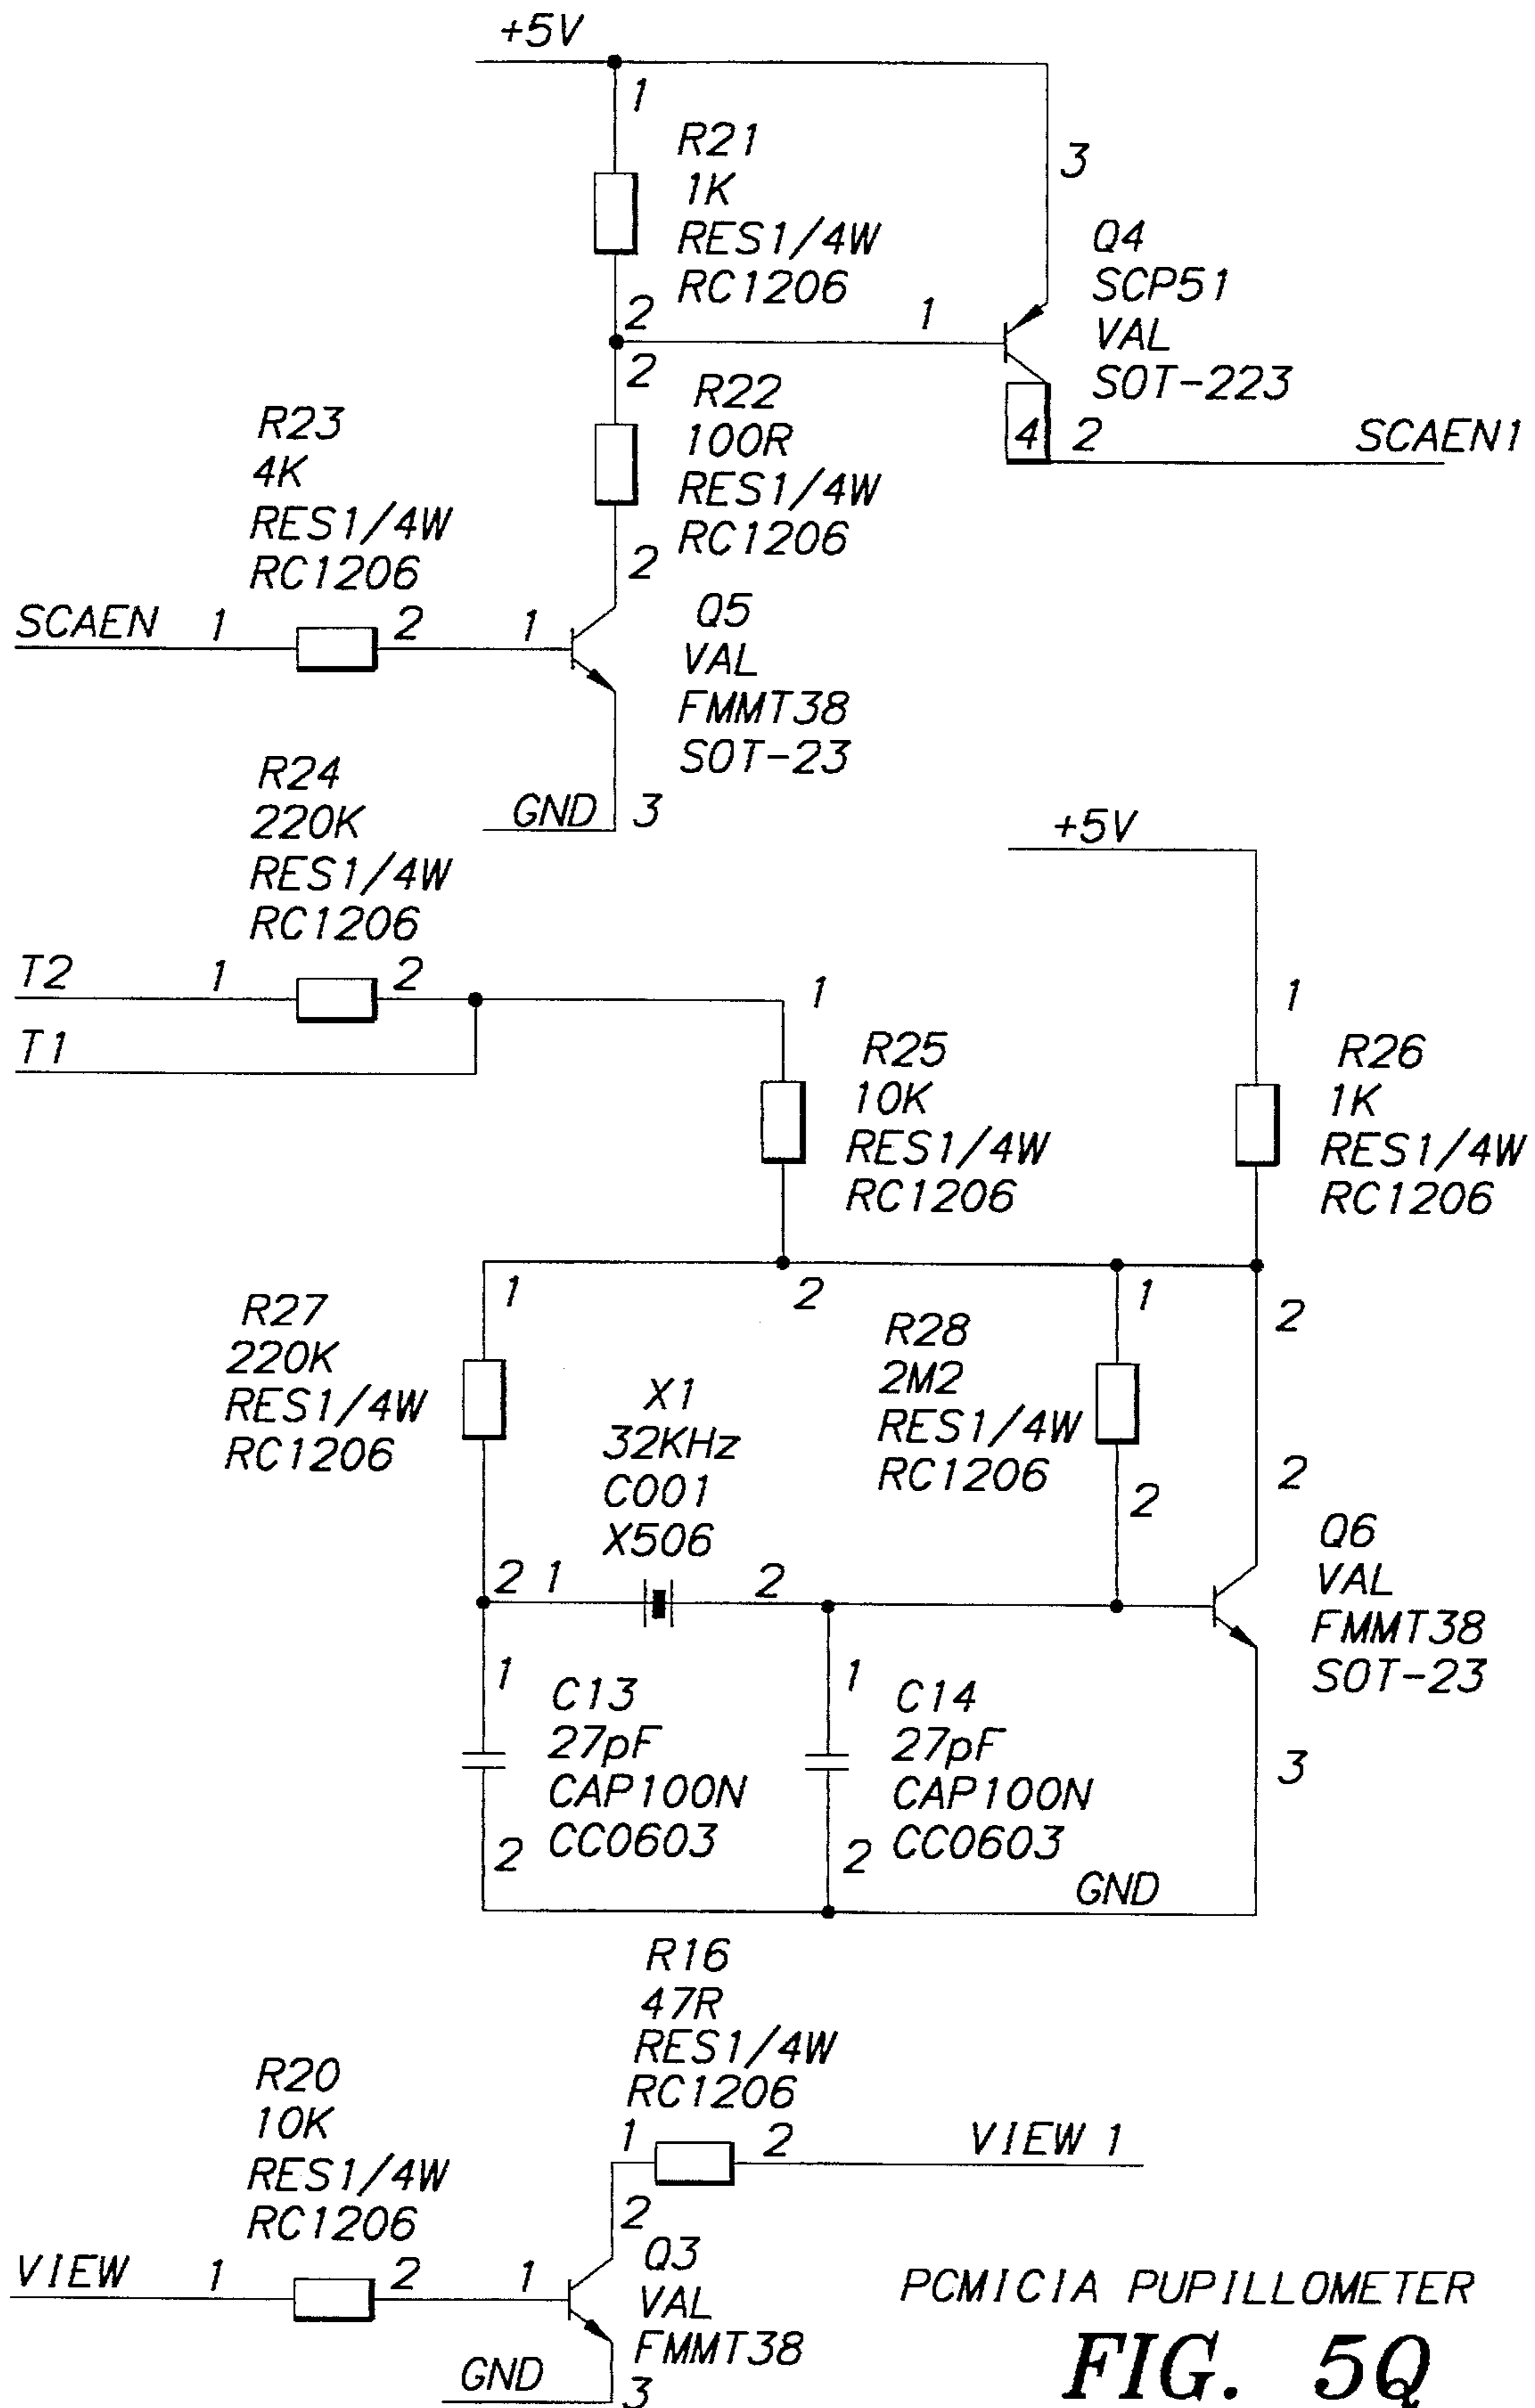 +5V
1
R21
1K
RES1/4W
RC1206
3
Q4
SCP51
VAL
SOT-223
2
1
2
R22
100R
RES1/4W
RC1206
4 2
SCAEN1
R23
4K
RES1/4W
RC1206
2
SCAEN 1 2 1
Q5
VAL
FMMT38
SOT-23
GND 3
R24
220K
RES1/4W
RC1206
+5V
T2 1 2
1
T1
R25
10K
RES1/4W
RC1206
1
R26
1K
RES1/4W
RC1206
1 2 1 2
R27
220K
RES1/4W
RC1206
X1
32KHz
C001
X506
R28
2M2
RES1/4W
RC1206
2
2
Q6
VAL
FMMT38
SOT-23
2 1 2
1
C13
27pF
CAP100N
CC0603
2
1
C14
27pF
CAP100N
CC0603
2
3
GND
R16
47R
RES1/4W
RC1206
R20
10K
RES1/4W
RC1206
1 2 VIEW 1
2
VIEW 1 2 1
Q3
VAL
FMMT38
GND 3
PCMICIA PUPILLOMETER
FIG. 5Q